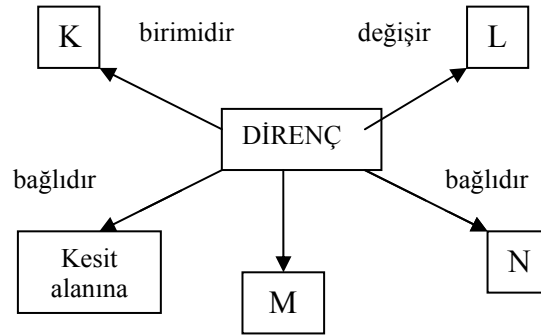 K
birimidir
değişir
L
DİRENÇ
bağlıdır
bağlıdır
Kesit
alanına
M
N